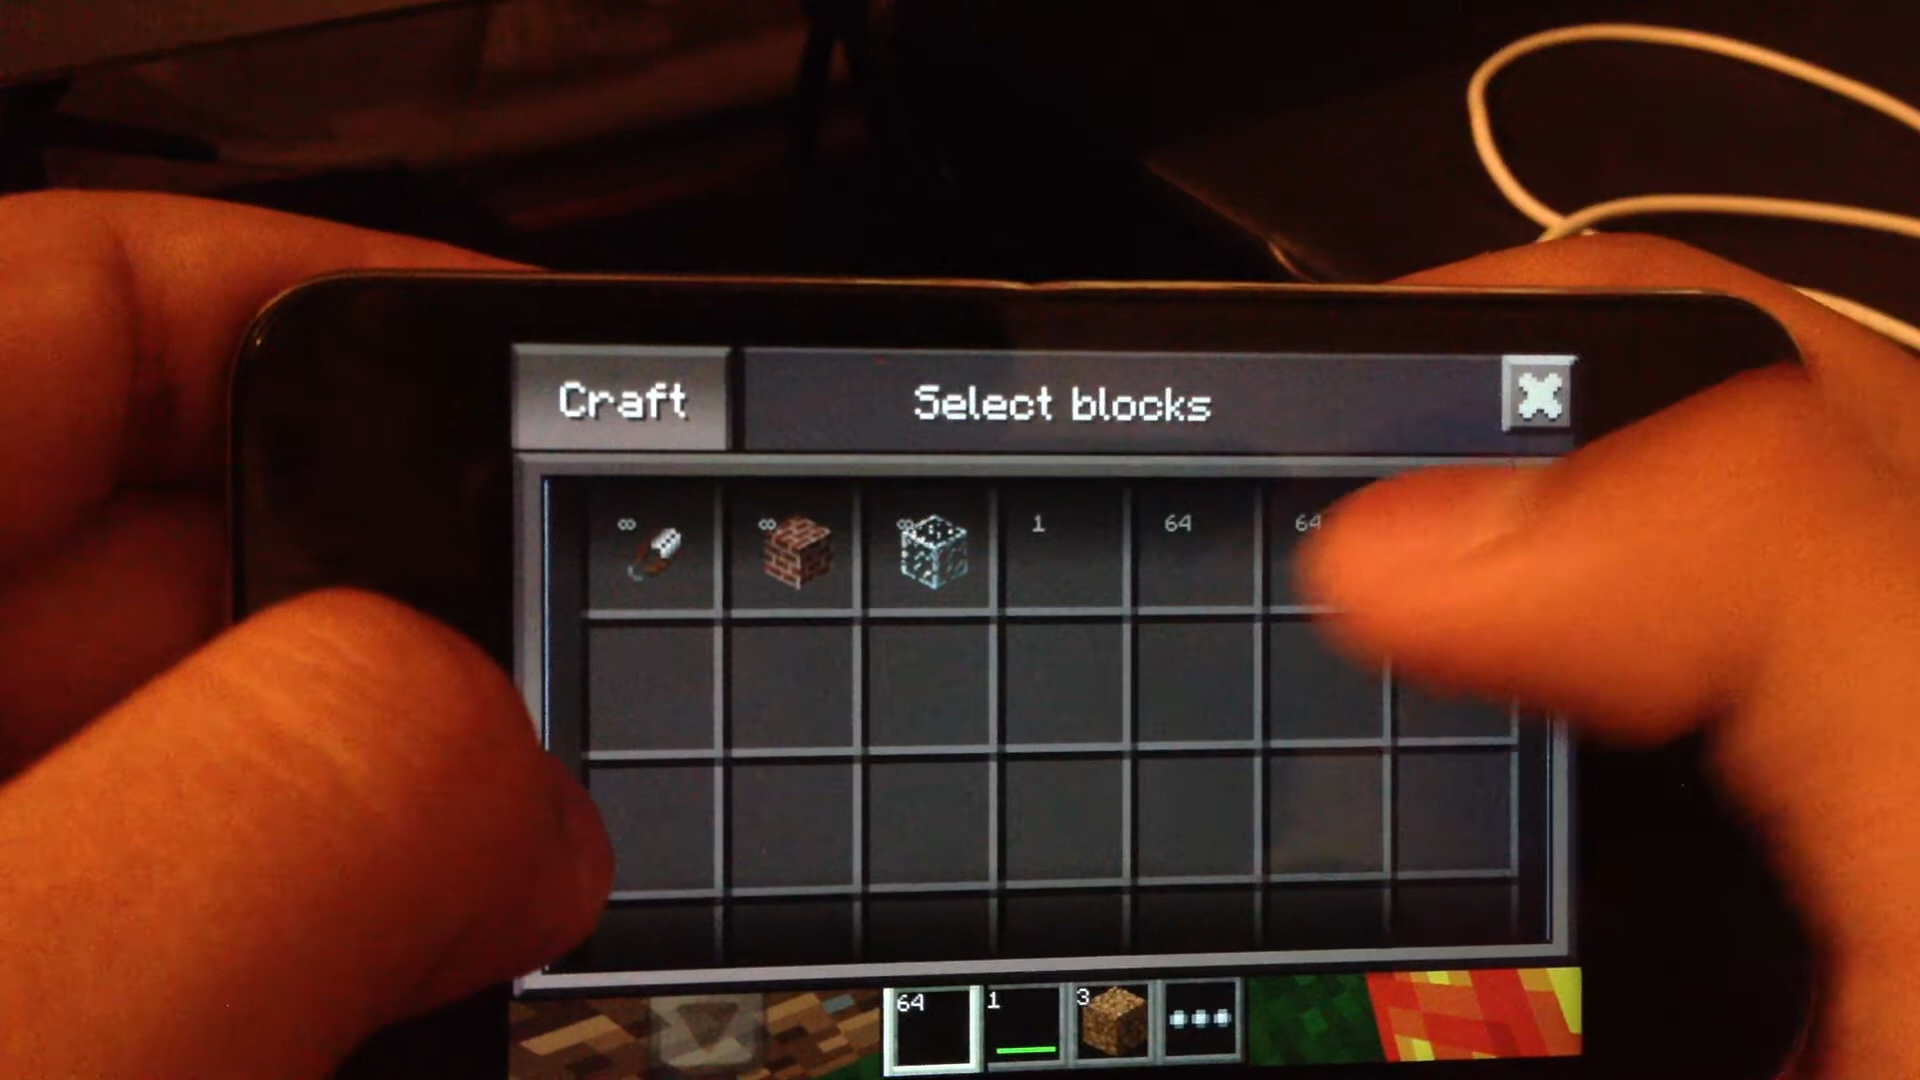 Craft
Select blocks
∞ ∞ ∞ 1 64 64
64 1 3